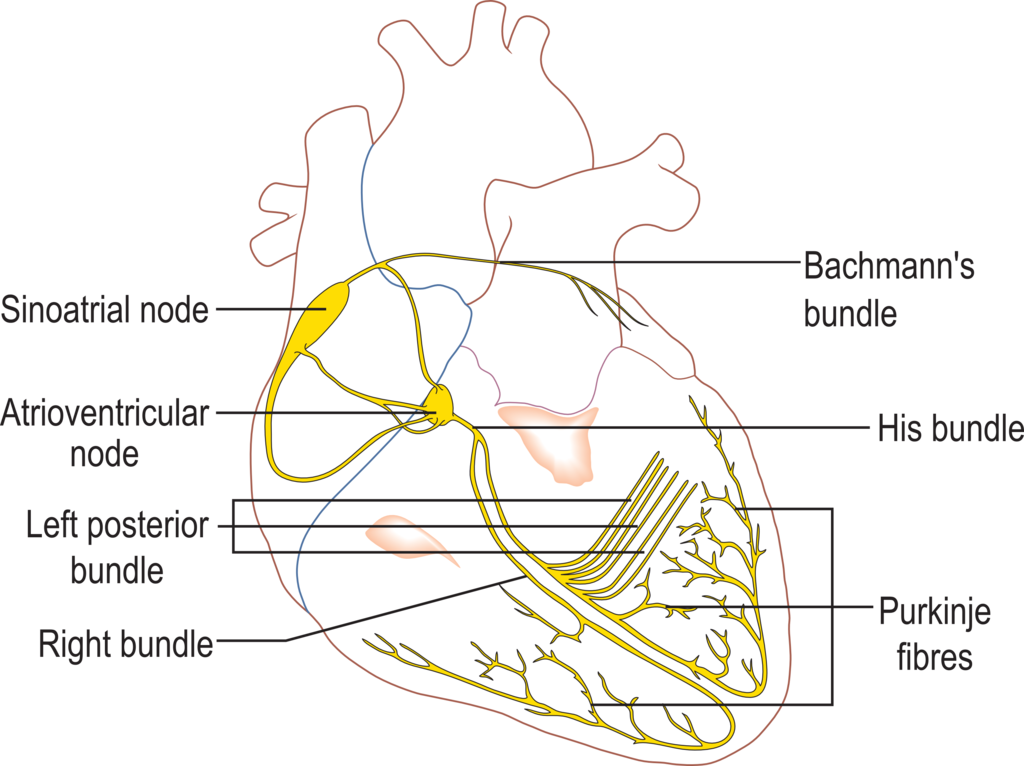 Sinoatrial node
Atrioventricular
node
Left posterior
bundle
Right bundle
Bachmann's
bundle
His bundle
Purkinje
fibres